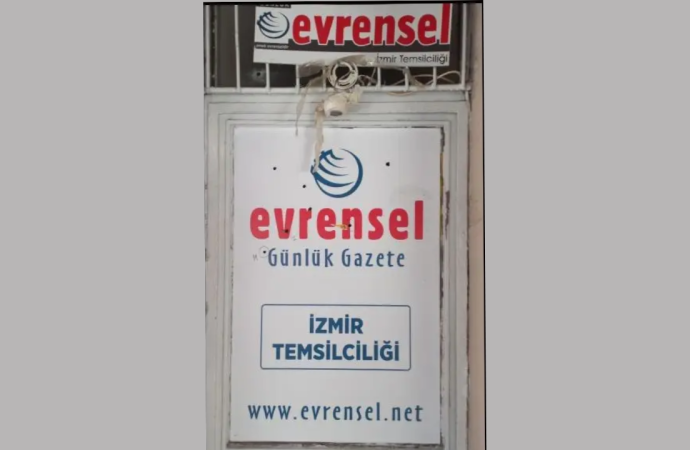 evrensel
İzmir Temsilciliği
evrensel
Günlük Gazete
İZMİR
TEMSİLCİLİĞİ
www.evrensel.net